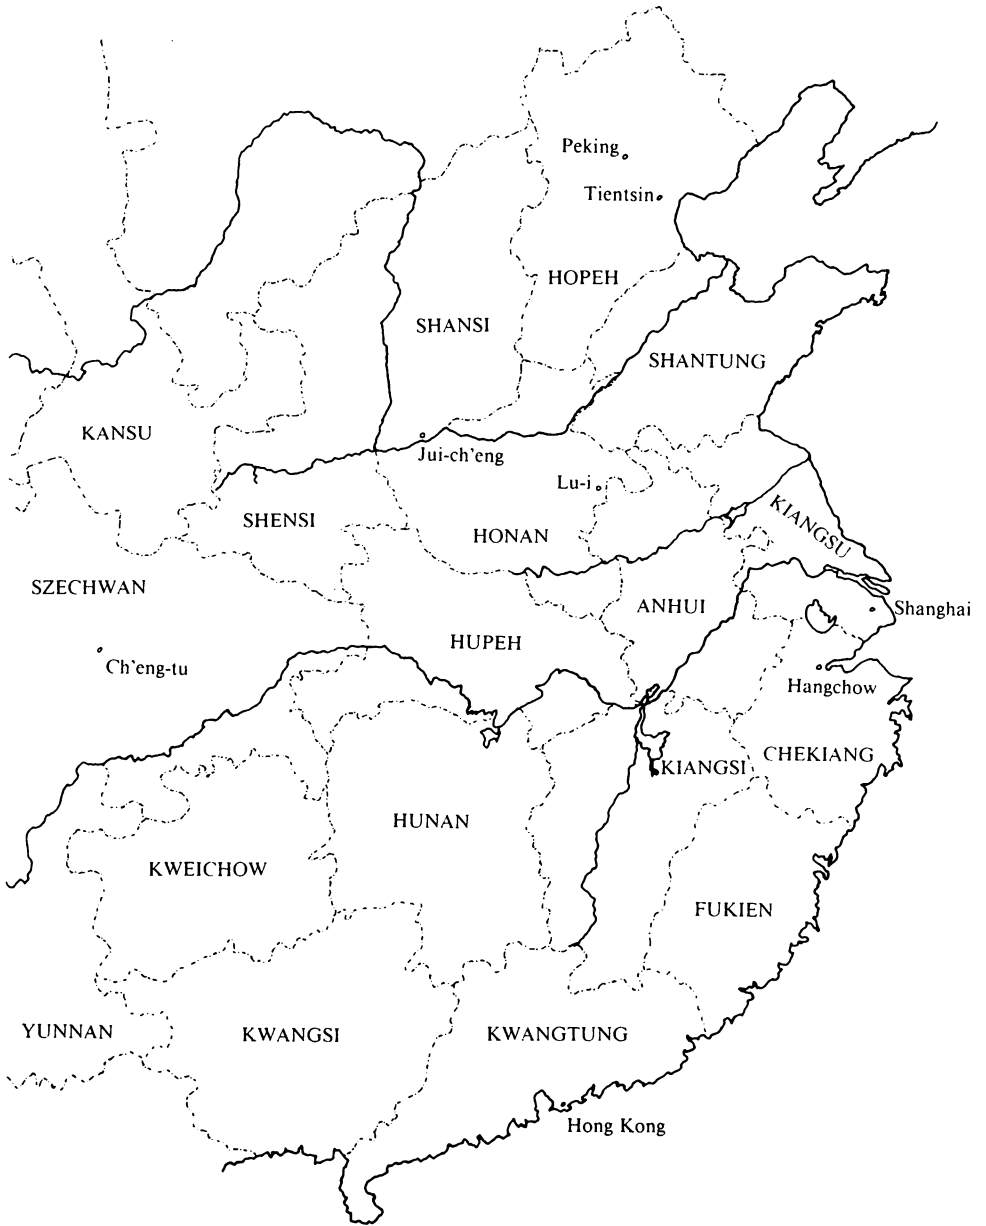 Peking
Tientsin
HOPEH
SHANSI
SHANTUNG
KANSU
Jui-ch'eng
Lu-i
SHENSI
HONAN
KIANGSU
SZECHWAN
ANHUI
Shanghai
HUPEH
Ch'eng-tu
Hangchow
CHEKIANG
KIANGSI
HUNAN
KWEICHOW
FUKIEN
YUNNAN
KWANGSI
KWANGTUNG
Hong Kong